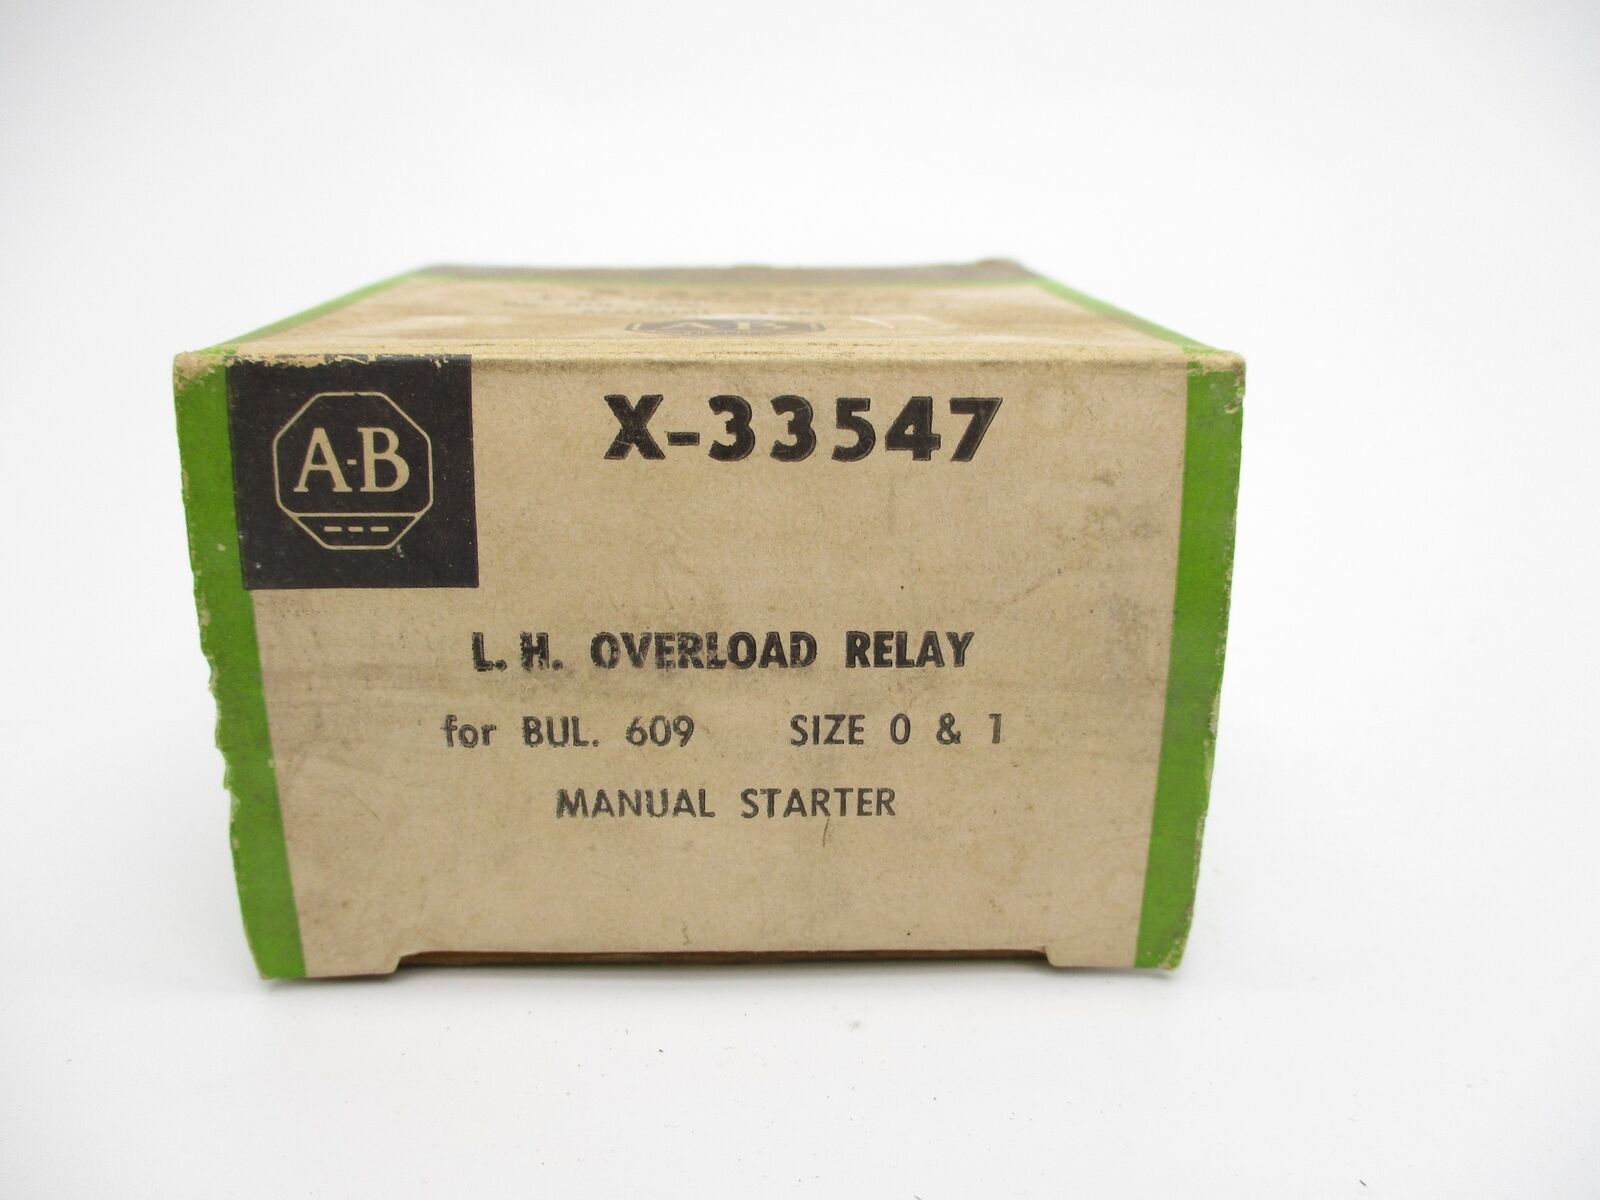 A-B
X-33547
A-B
L. H. OVERLOAD RELAY
for BUL. 609 SIZE 0 & 1
MANUAL STARTER